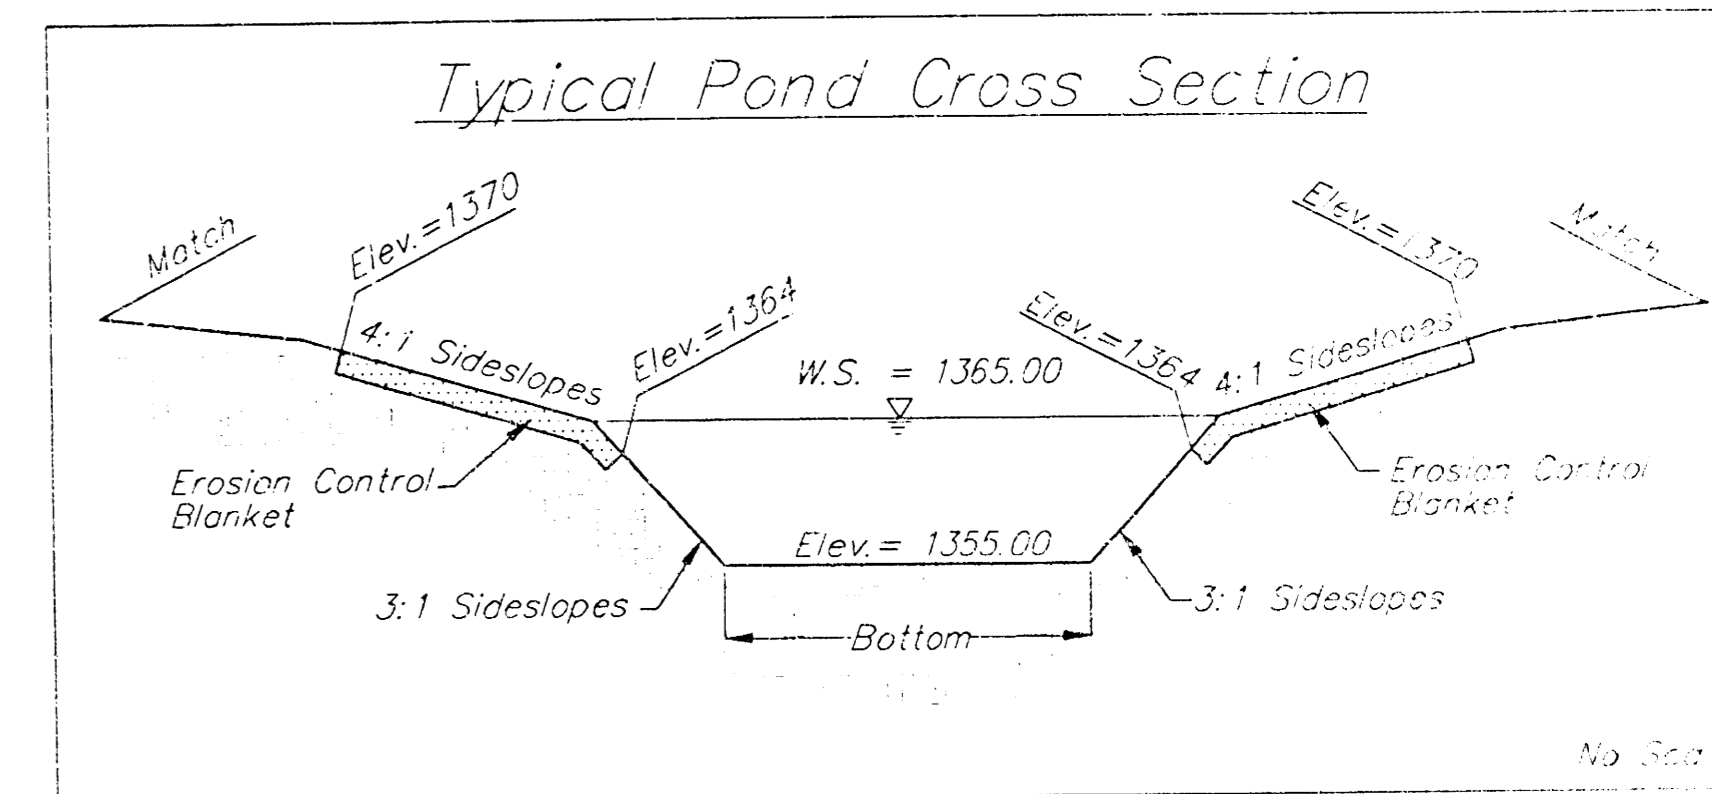 Typical Pond Cross Section
Match
Elev.=1370
Elev.=1370
Match
4:1 Sideslopes
Elev.=1364
W.S. = 1365.00
Elev.=1364
4:1 Sideslopes
Erosion Control
Blanket
Erosion Control
Blanket
Elev.= 1355.00
3:1 Sideslopes
3:1 Sideslopes
Bottom
No Sca